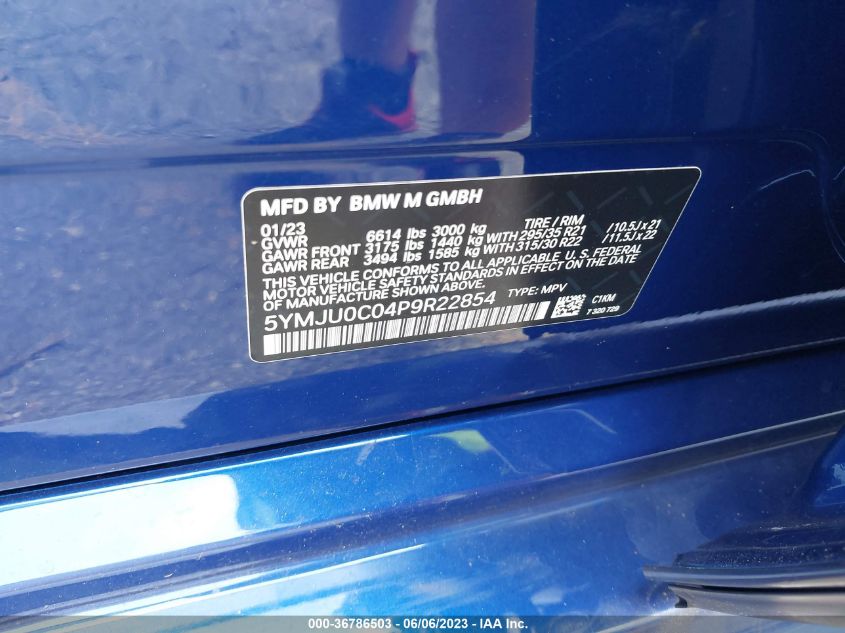 MFD BY BMW M GMBH
01/23
GVWR 6614 lbs 3000 kg TIRE / RIM
GAWR FRONT 3175 lbs 1440 kg WITH 295/35 R21 / 10.5J x 21
GAWR REAR 3494 lbs 1585 kg WITH 315/30 R22 / 11.5J x 22
THIS VEHICLE CONFORMS TO ALL APPLICABLE U. S. FEDERAL
MOTOR VEHICLE SAFETY STANDARDS IN EFFECT ON THE DATE
OF MANUFACTURE SHOWN ABOVE.
5YMJU0C04P9R22854 TYPE: MPV
C1KM
7 320 729
000-36786503 - 06/06/2023 - IAA Inc.